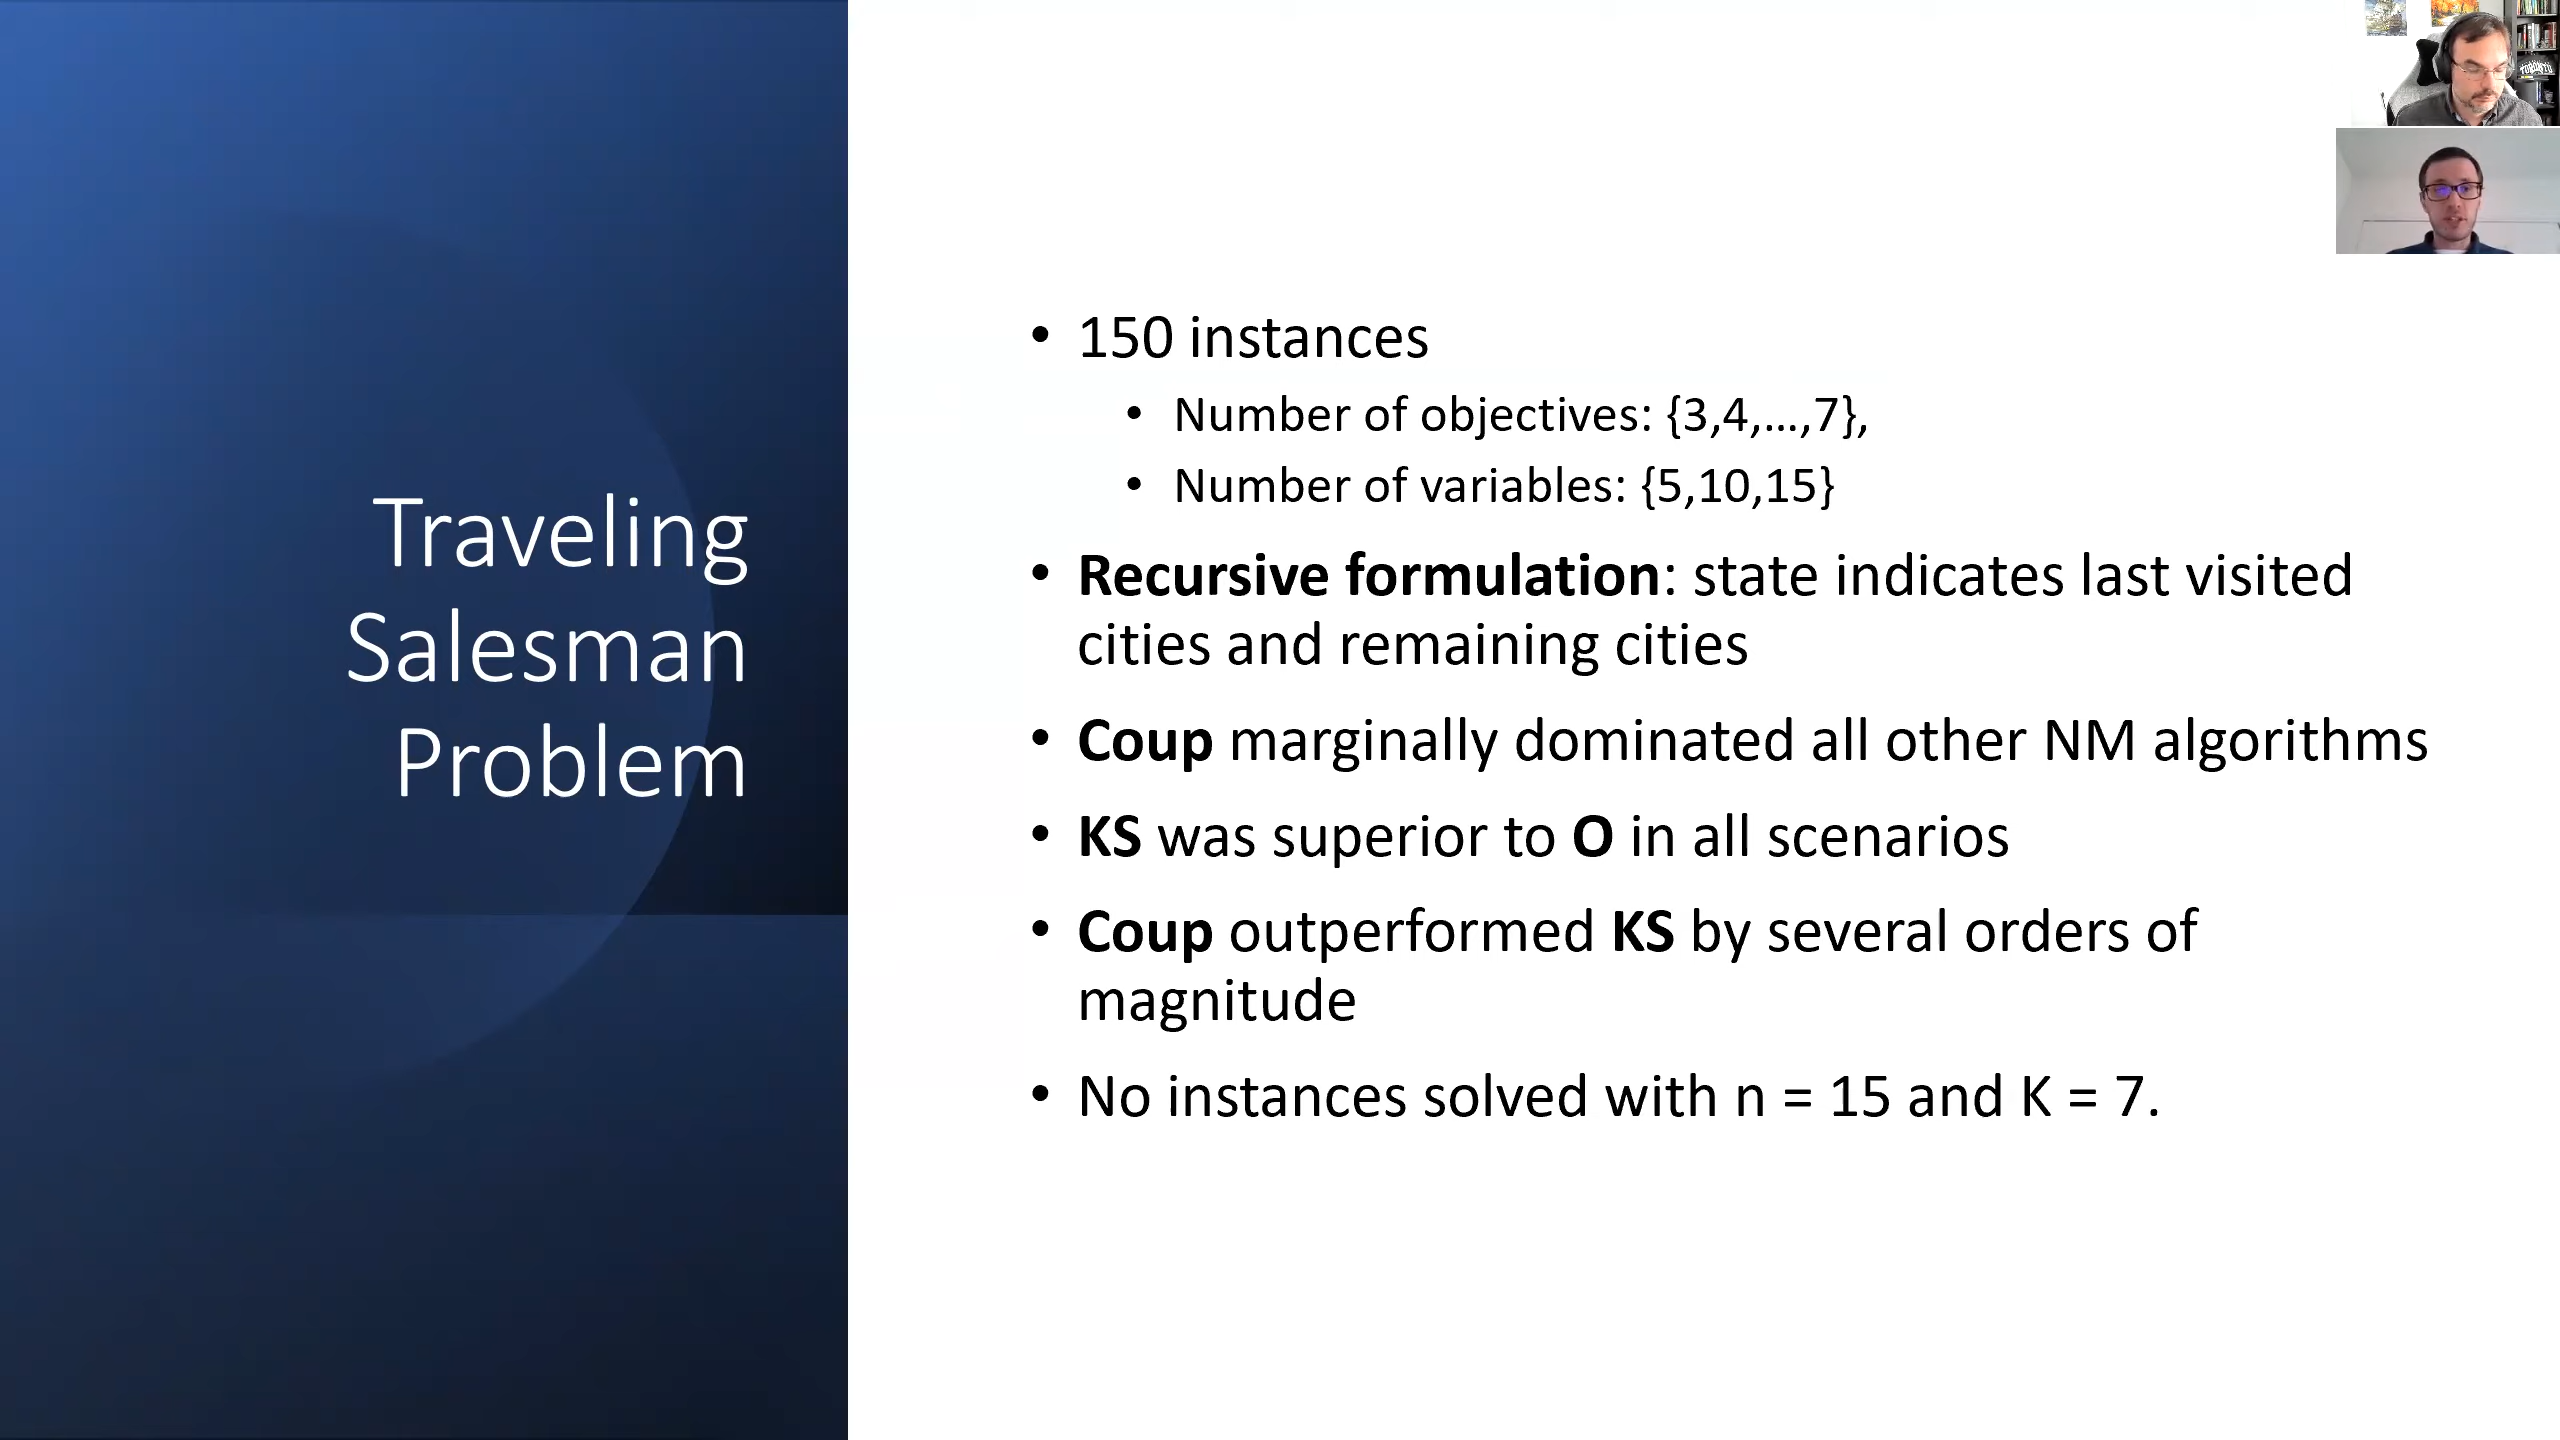 Traveling
Salesman
Problem
• 150 instances
• Number of objectives: {3,4,…,7},
• Number of variables: {5,10,15}
• Recursive formulation: state indicates last visited
cities and remaining cities
• Coup marginally dominated all other NM algorithms
• KS was superior to O in all scenarios
• Coup outperformed KS by several orders of
magnitude
• No instances solved with n = 15 and K = 7.
TORONTO